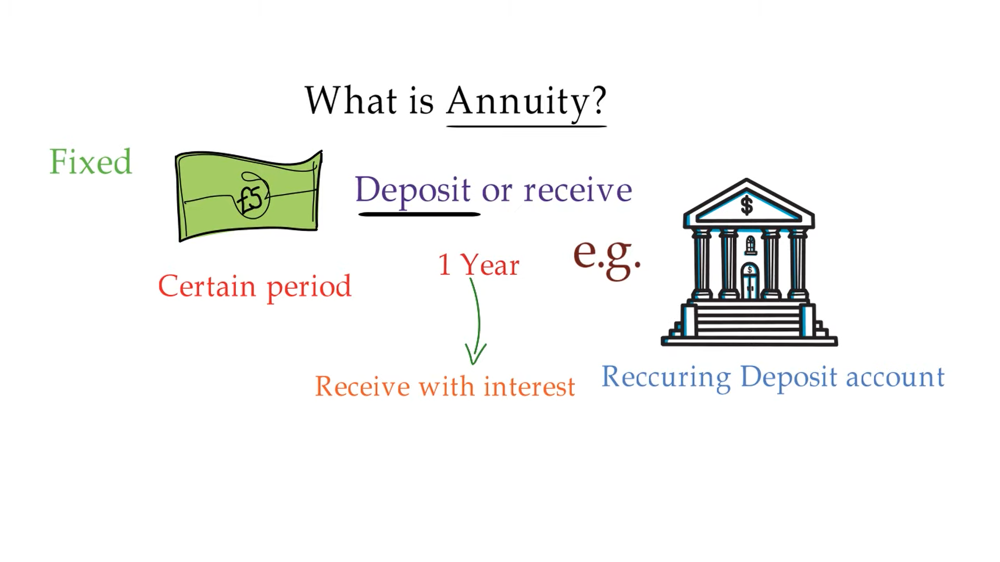 What is Annuity?
Fixed
£5
Deposit or receive
$
e.g.
1 Year
$
Certain period
Receive with interest
Reccuring Deposit account